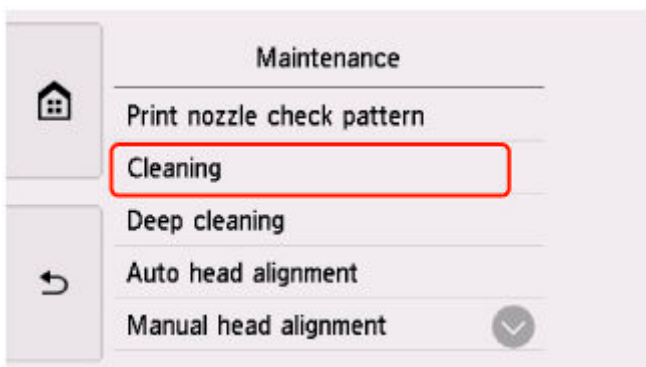 Maintenance
Print nozzle check pattern
Cleaning
Deep cleaning
Auto head alignment
Manual head alignment